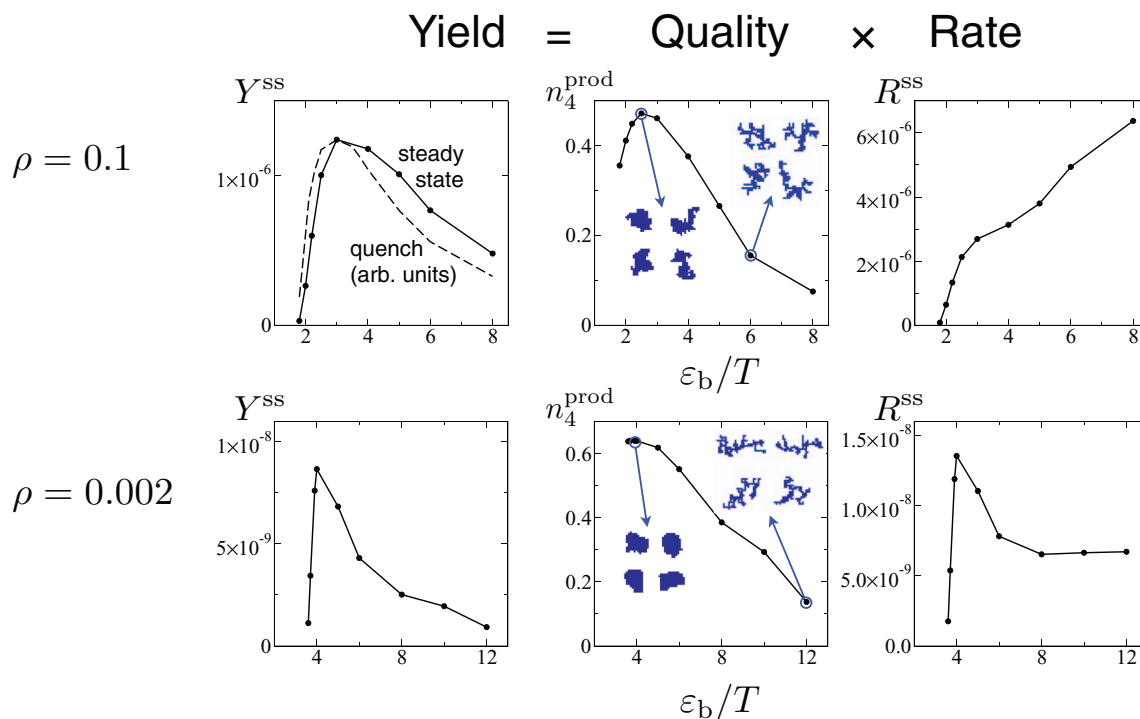 Yield = Quality × Rate
ρ = 0.1
Y^ss
1×10^-6
0
steady
state
quench
(arb. units)
2 4 6 8
n_4^prod
0.4
0.2
0
2 4 6 8
ε_b/T
R^ss
6×10^-6
4×10^-6
2×10^-6
0
2 4 6 8
ρ = 0.002
Y^ss
1×10^-8
5×10^-9
0
4 8 12
n_4^prod
0.6
0.4
0.2
0
4 8 12
ε_b/T
R^ss
1.5×10^-8
1.0×10^-8
5.0×10^-9
0.0
4 8 12